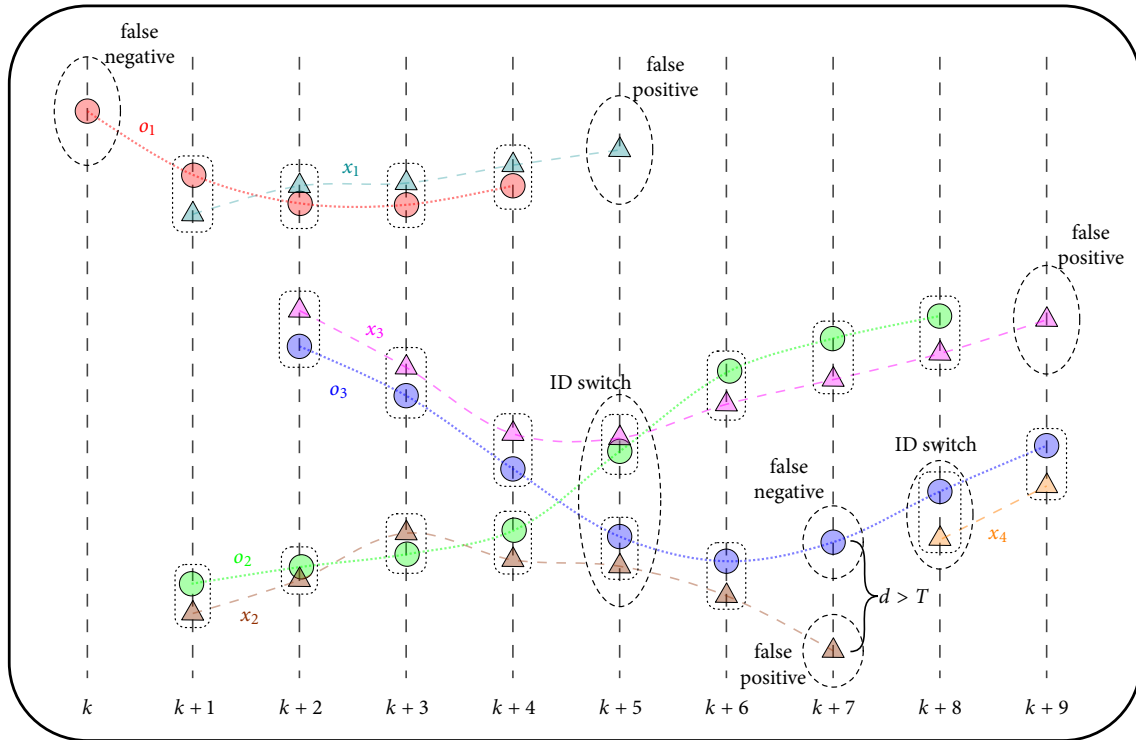 false
negative
o₁
x₁
false
positive
false
positive
x₃
o₃
ID switch
ID switch
false
negative
o₂
x₂
x₄
d > T
false
positive
k
k + 1
k + 2
k + 3
k + 4
k + 5
k + 6
k + 7
k + 8
k + 9